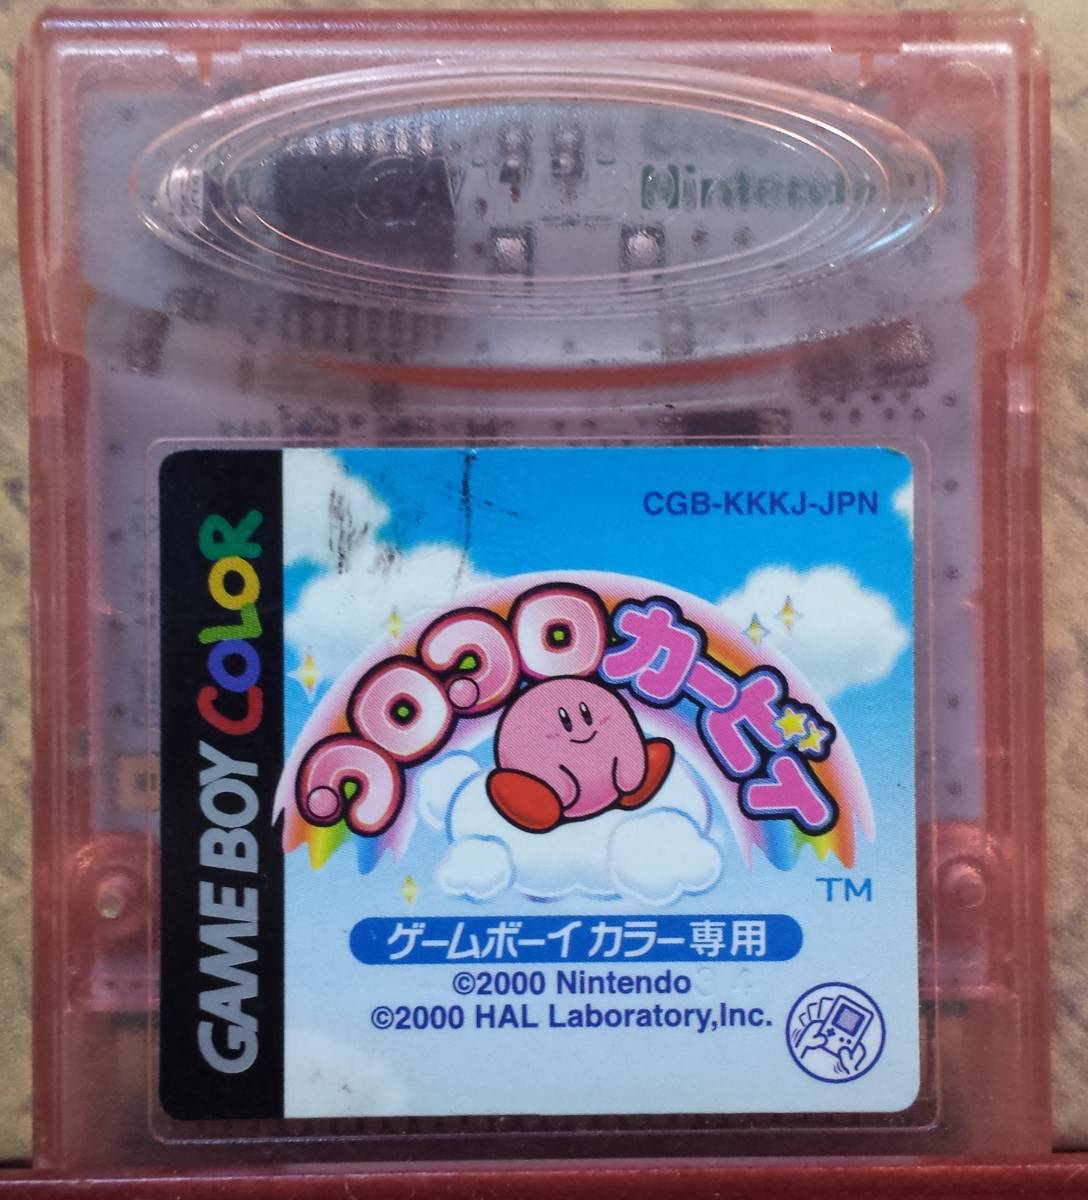 Nintendo
CGB-KKKJ-JPN
GAME BOY COLOR
コロコロカービィ
TM
ゲームボーイカラー専用
©2000 Nintendo
34
©2000 HAL Laboratory,Inc.